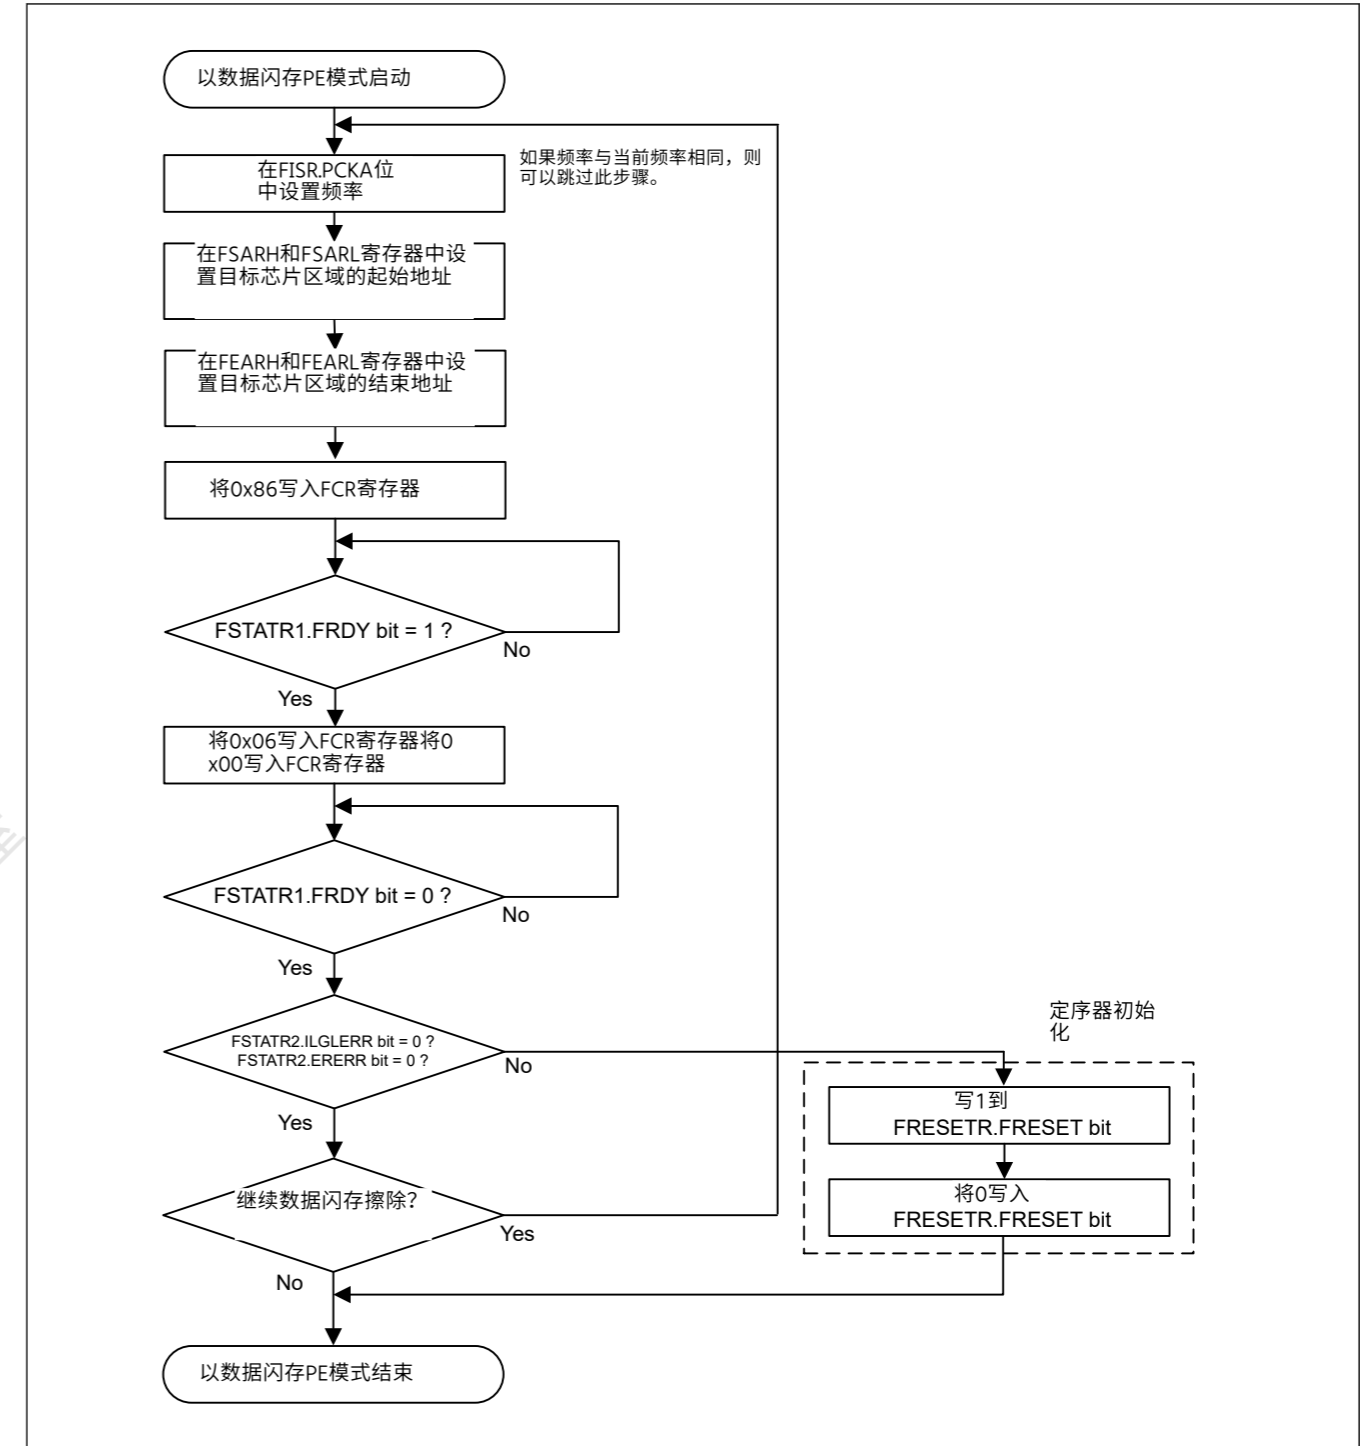 以数据闪存PE模式启动
在FISR.PCKA位
中设置频率
如果频率与当前频率相同，则
可以跳过此步骤。
在FSARH和FSARL寄存器中设
置目标芯片区域的起始地址
在FEARH和FEARL寄存器中设
置目标芯片区域的结束地址
将0x86写入FCR寄存器
FSTATR1.FRDY bit = 1 ?
No
Yes
将0x06写入FCR寄存器将0
x00写入FCR寄存器
FSTATR1.FRDY bit = 0 ?
No
Yes
FSTATR2.ILGLERR bit = 0 ?
FSTATR2.ERERR bit = 0 ?
No
Yes
定序器初始
化
写1到
FRESETR.FRESET bit
将0写入
FRESETR.FRESET bit
继续数据闪存擦除？
Yes
No
以数据闪存PE模式结束